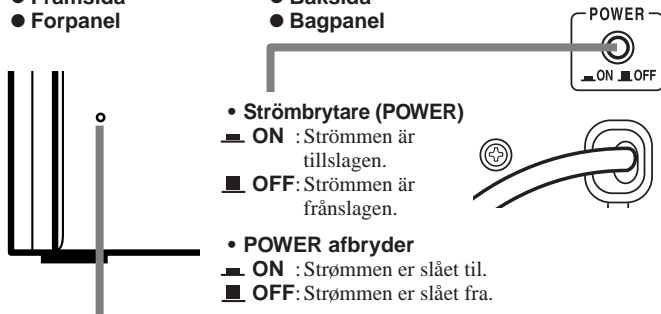 ● Framsida
● Baksida
● Forpanel
● Bagpanel
POWER
ON OFF
• Strömbrytare (POWER)
ON : Strömmen är
tillslagen.
OFF: Strömmen är
frånslagen.
• POWER afbryder
ON : Strømmen er slået til.
OFF: Strømmen er slået fra.